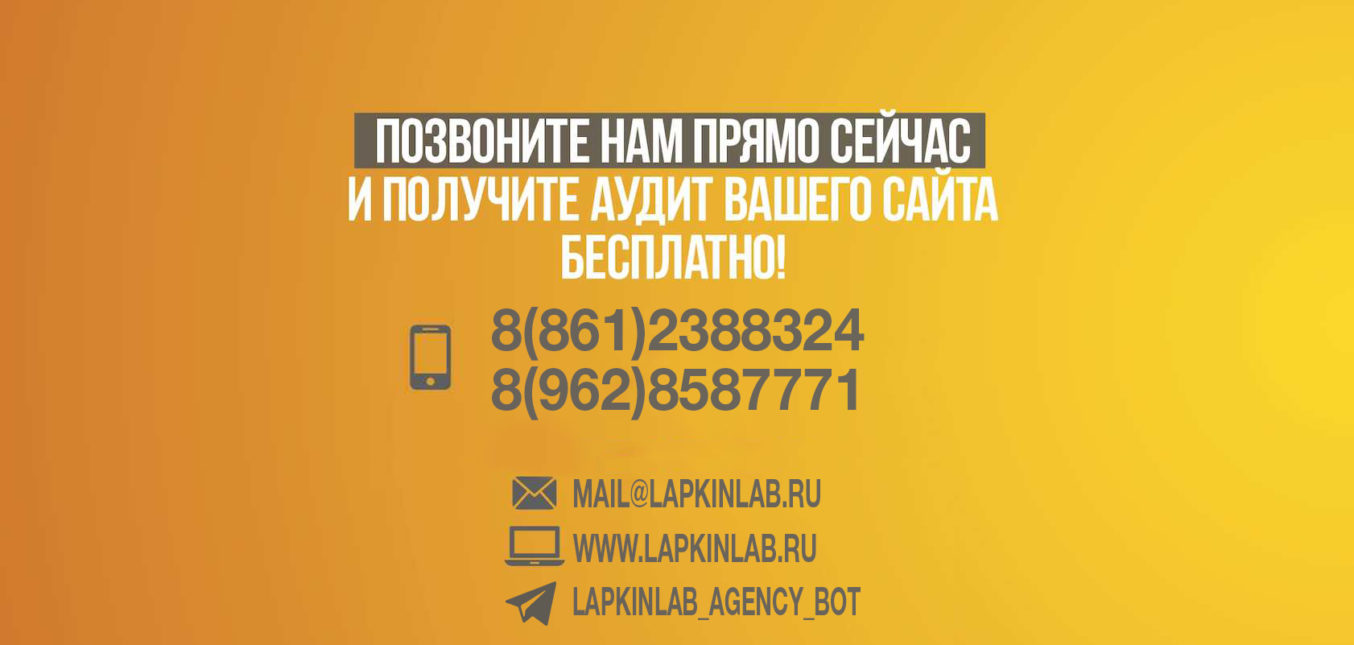 ПОЗВОНИТЕ НАМ ПРЯМО СЕЙЧАС
И ПОЛУЧИТЕ АУДИТ ВАШЕГО САЙТА
БЕСПЛАТНО!
8(861)2388324
8(962)8587771
MAIL@LAPKINLAB.RU
WWW.LAPKINLAB.RU
LAPKINLAB_AGENCY_BOT